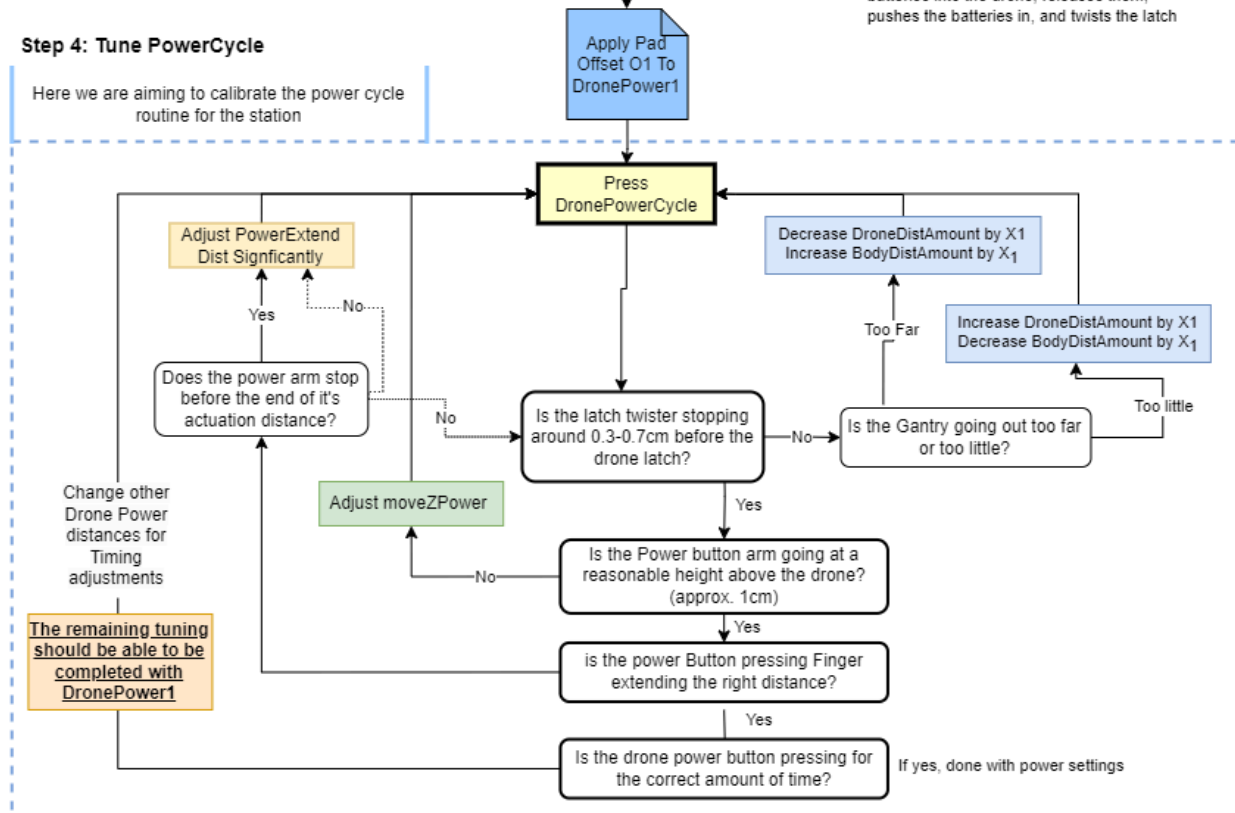 pushes the batteries in, and twists the latch
Step 4: Tune PowerCycle
Here we are aiming to calibrate the power cycle
routine for the station
Apply Pad
Offset O1 To
DronePower1
Press
DronePowerCycle
Adjust PowerExtend
Dist Signficantly
Decrease DroneDistAmount by X1
Increase BodyDistAmount by X1
Increase DroneDistAmount by X1
Decrease BodyDistAmount by X1
No
Yes
Too Far
Too little
Does the power arm stop
before the end of it's
actuation distance?
No
Is the latch twister stopping
around 0.3-0.7cm before the
drone latch?
No
Is the Gantry going out too far
or too little?
Yes
Change other
Drone Power
distances for
Timing
adjustments
Adjust moveZPower
Is the Power button arm going at a
reasonable height above the drone?
(approx. 1cm)
No
Yes
The remaining tuning
should be able to be
completed with
DronePower1
is the power Button pressing Finger
extending the right distance?
Yes
Is the drone power button pressing for
the correct amount of time?
If yes, done with power settings